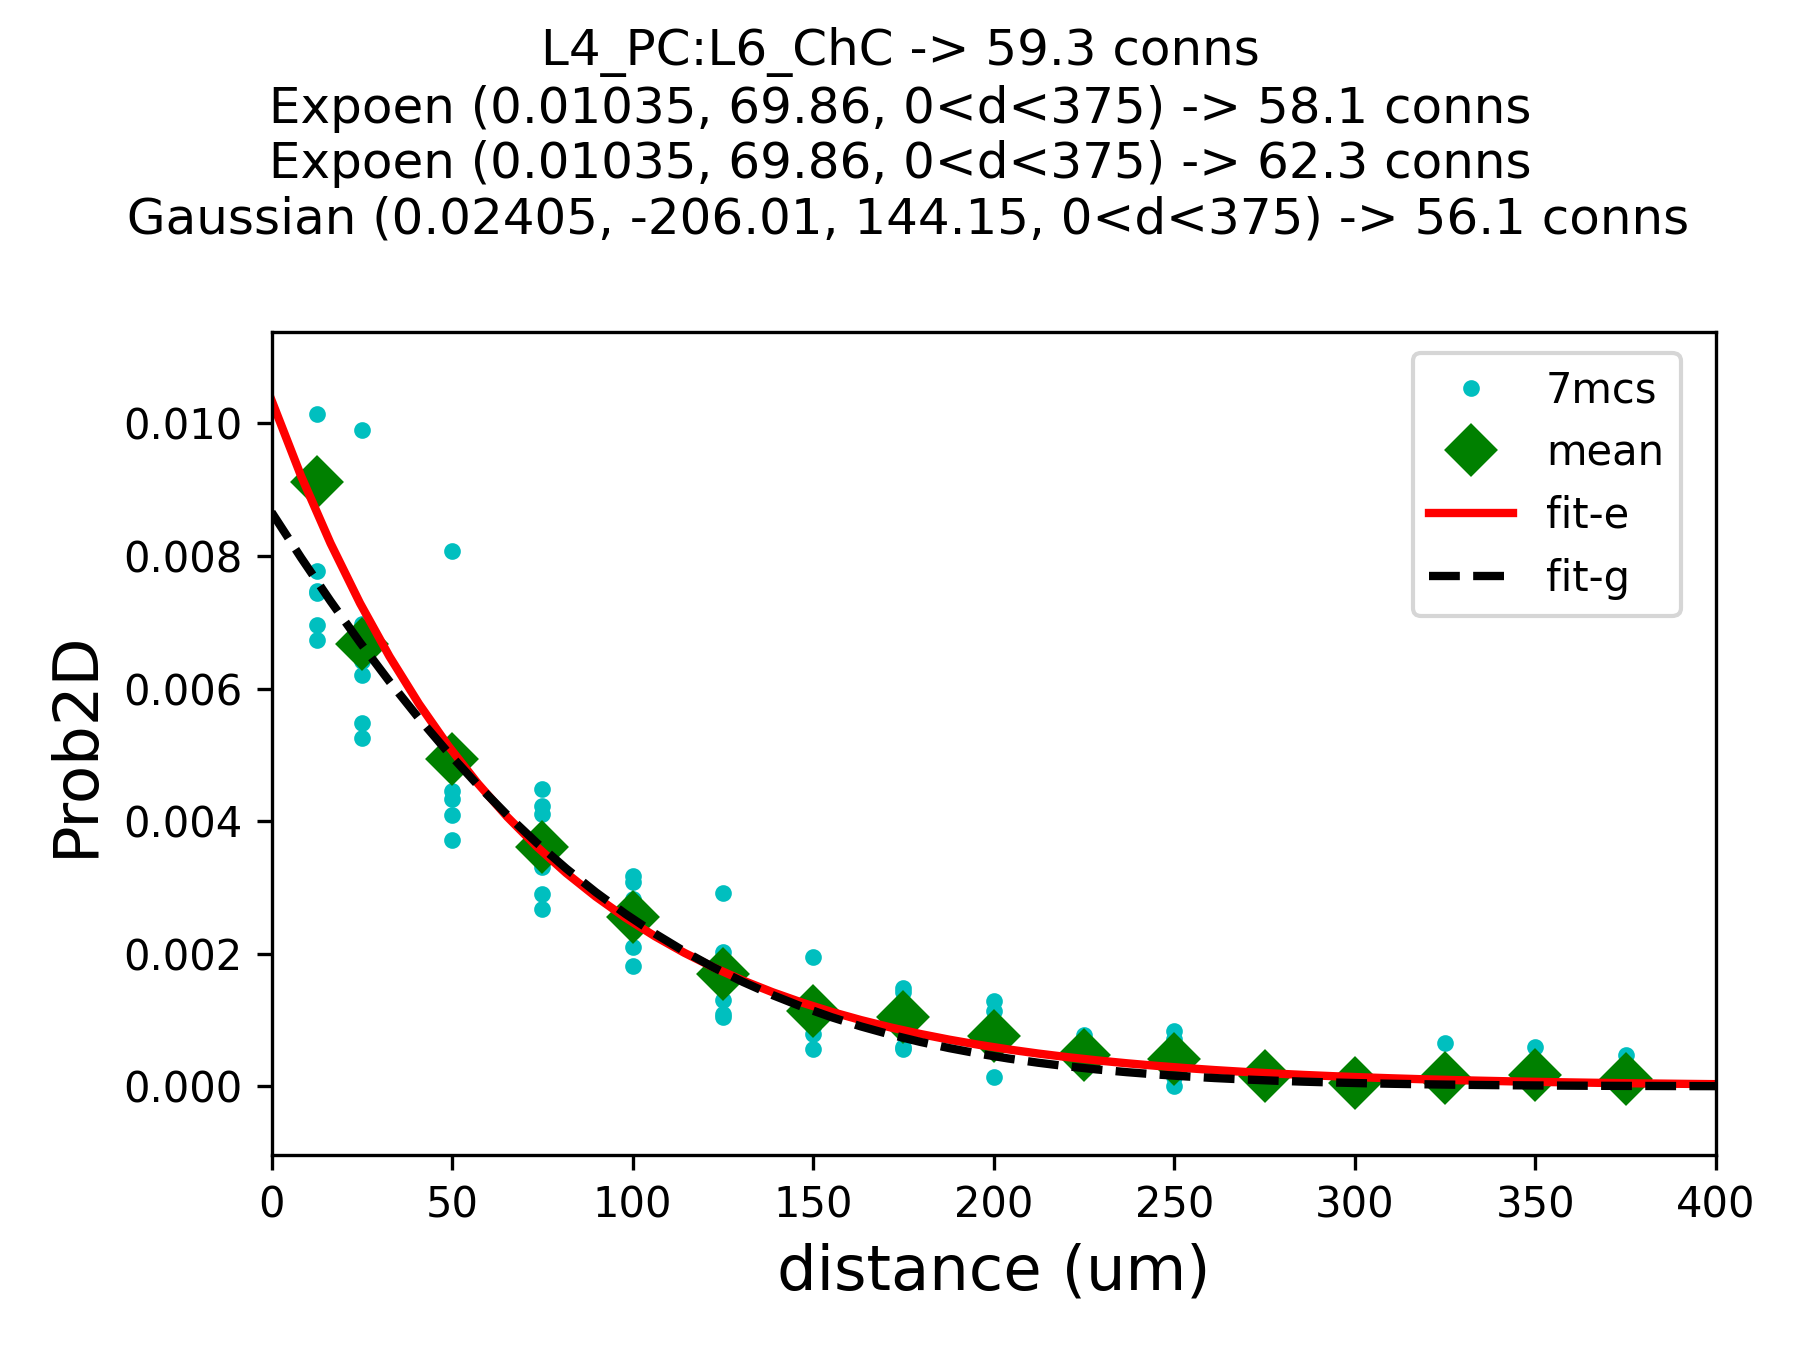 L4_PC:L6_ChC -> 59.3 conns
Expoen (0.01035, 69.86, 0<d<375) -> 58.1 conns
Expoen (0.01035, 69.86, 0<d<375) -> 62.3 conns
Gaussian (0.02405, -206.01, 144.15, 0<d<375) -> 56.1 conns
7mcs
mean
fit-e
fit-g
Prob2D
0.010
0.008
0.006
0.004
0.002
0.000
0 50 100 150 200 250 300 350 400
distance (um)